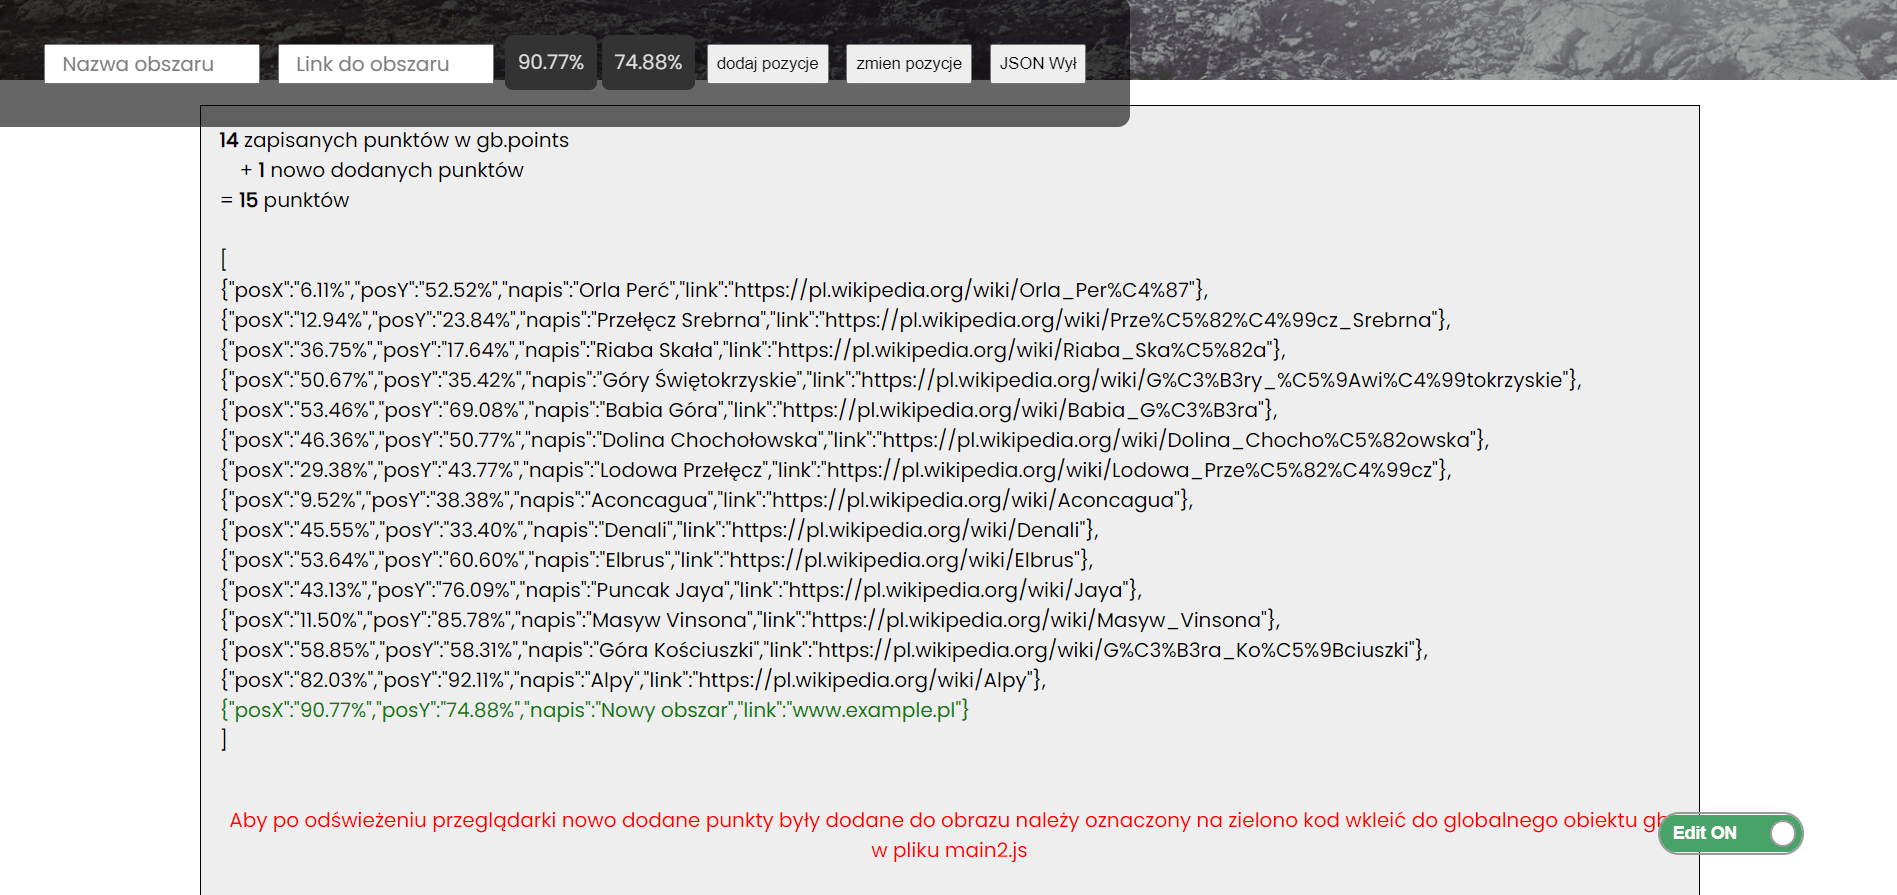 Nazwa obszaru Link do obszaru 90.77% 74.88% dodaj pozycje zmien pozycje JSON Wył
14 zapisanych punktów w gb.points
+ 1 nowo dodanych punktów
= 15 punktów
[
{"posX":"6.11%","posY":"52.52%","napis":"Orla Perć","link":"https://pl.wikipedia.org/wiki/Orla_Per%C4%87"},
{"posX":"12.94%","posY":"23.84%","napis":"Przełęcz Srebrna","link":"https://pl.wikipedia.org/wiki/Prze%C5%82%C4%99cz_Srebrna"},
{"posX":"36.75%","posY":"17.64%","napis":"Riaba Skała","link":"https://pl.wikipedia.org/wiki/Riaba_Ska%C5%82a"},
{"posX":"50.67%","posY":"35.42%","napis":"Góry Świętokrzyskie","link":"https://pl.wikipedia.org/wiki/G%C3%B3ry_%C5%9Awi%C4%99tokrzyskie"},
{"posX":"53.46%","posY":"69.08%","napis":"Babia Góra","link":"https://pl.wikipedia.org/wiki/Babia_G%C3%B3ra"},
{"posX":"46.36%","posY":"50.77%","napis":"Dolina Chochołowska","link":"https://pl.wikipedia.org/wiki/Dolina_Chocho%C5%82owska"},
{"posX":"29.38%","posY":"43.77%","napis":"Lodowa Przełęcz","link":"https://pl.wikipedia.org/wiki/Lodowa_Prze%C5%82%C4%99cz"},
{"posX":"9.52%","posY":"38.38%","napis":"Aconcagua","link":"https://pl.wikipedia.org/wiki/Aconcagua"},
{"posX":"45.55%","posY":"33.40%","napis":"Denali","link":"https://pl.wikipedia.org/wiki/Denali"},
{"posX":"53.64%","posY":"60.60%","napis":"Elbrus","link":"https://pl.wikipedia.org/wiki/Elbrus"},
{"posX":"43.13%","posY":"76.09%","napis":"Puncak Jaya","link":"https://pl.wikipedia.org/wiki/Jaya"},
{"posX":"11.50%","posY":"85.78%","napis":"Masyw Vinsona","link":"https://pl.wikipedia.org/wiki/Masyw_Vinsona"},
{"posX":"58.85%","posY":"58.31%","napis":"Góra Kościuszki","link":"https://pl.wikipedia.org/wiki/G%C3%B3ra_Ko%C5%9Bciuszki"},
{"posX":"82.03%","posY":"92.11%","napis":"Alpy","link":"https://pl.wikipedia.org/wiki/Alpy"},
{"posX":"90.77%","posY":"74.88%","napis":"Nowy obszar","link":"www.example.pl"}
]
Aby po odświeżeniu przeglądarki nowo dodane punkty były dodane do obrazu należy oznaczony na zielono kod wkleić do globalnego obiektu
w pliku main2.js
Edit ON